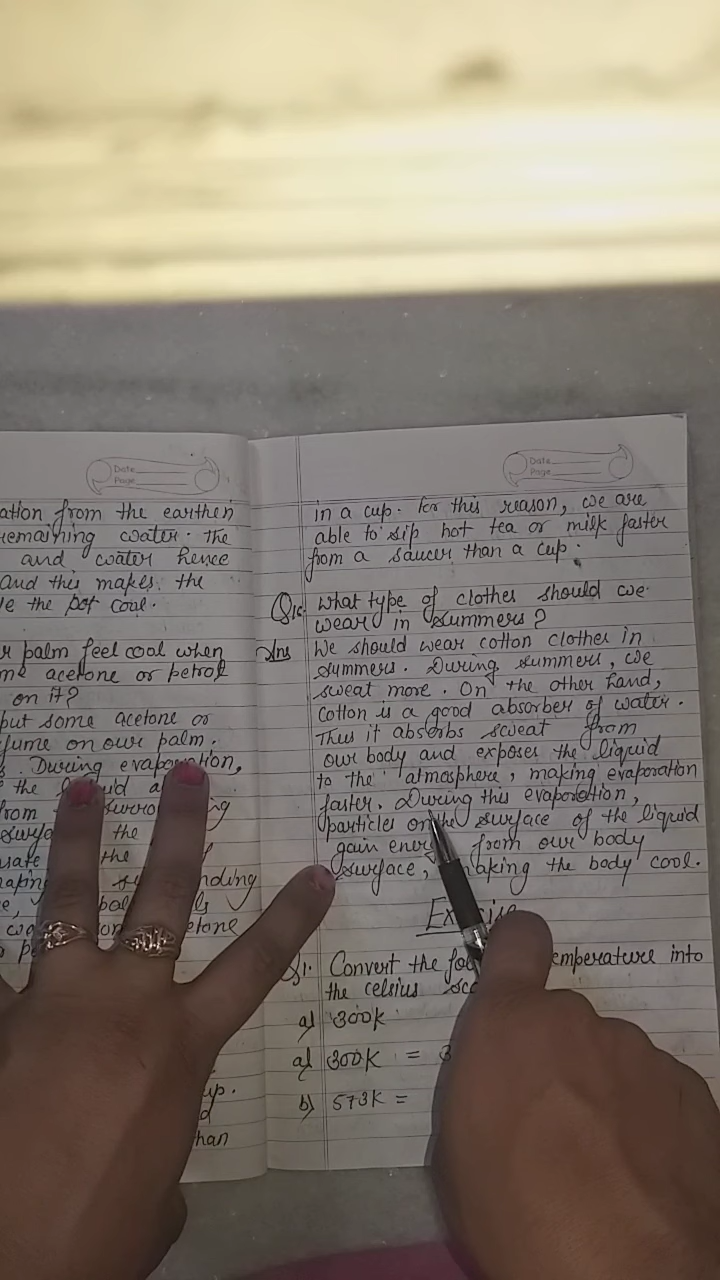 Date
Page
ation from the earthen
remaining water. The
and water hence
And this makes the
e the pot cool.
r palm feel cool when
me acetone or petrol
on it?
put some acetone or
fume on our palm.
During evaporation,
the
from
the
the
nding
etone
up.
han
Date
Page
in a cup. For this reason, we are
able to sip hot tea or milk faster
from a saucer than a cup.
What type of clothes should we
wear in summers?
Ans We should wear cotton clothes in
summers. During summers, we
sweat more. On the other hand,
cotton is a good absorber of water.
Thus it absorbs sweat from
our body and exposes the liquid
to the atmosphere, making evaporation
faster. During this evaporation,
particles on the surface of the liquid
gain from our body
surface, making the body cool.
Q1. Convert the temperature into
the celsius
a) 300K
a) 300K =
b) 573K =